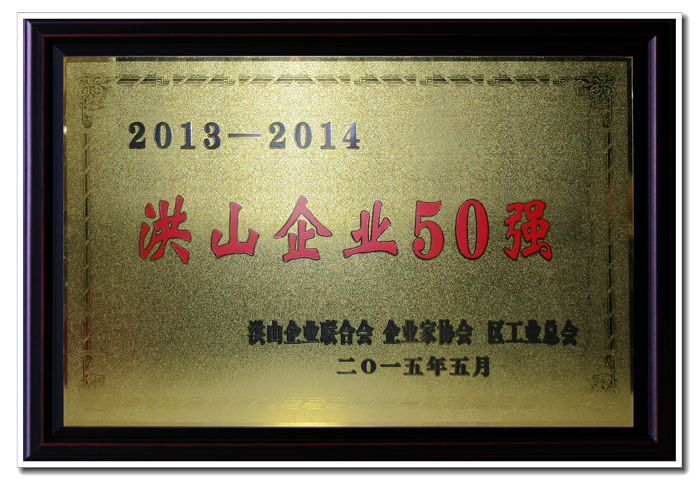 2013—2014
洪山企业50强
洪山企业联合会 企业家协会 区工业总会
二〇一五年五月